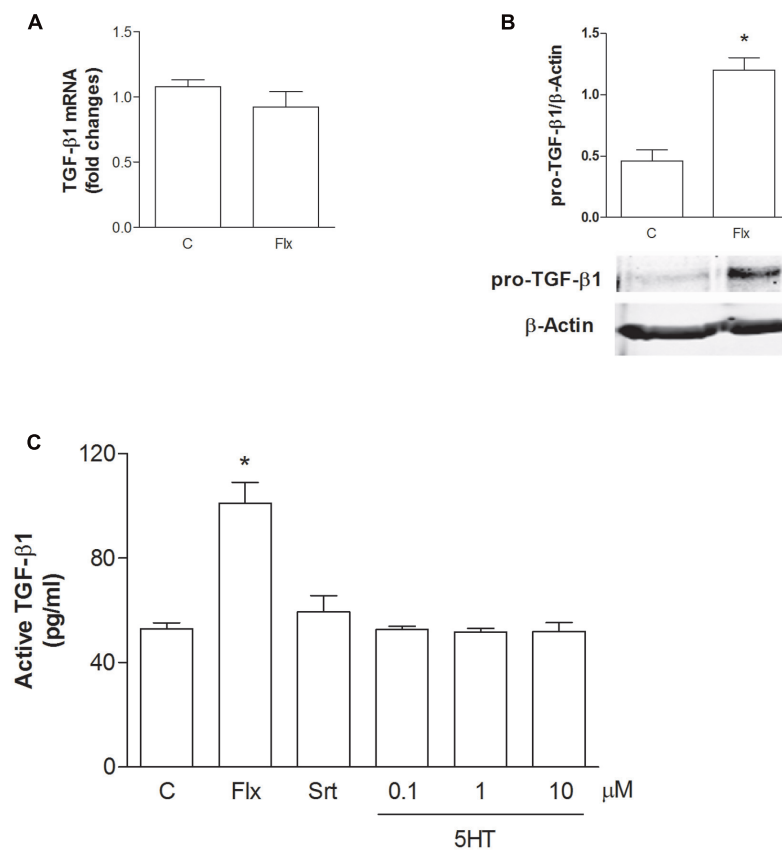 A
TGF-β1 mRNA
(fold changes)
1.5
1.0
0.5
0.0
C Flx
B
pro-TGF-β1/β-Actin
1.5
1.0
0.5
0.0
*
C Flx
pro-TGF-β1
β-Actin
C
Active TGF-β1
(pg/ml)
120
80
40
0
*
C Flx Srt 0.1 1 10 μM
5HT